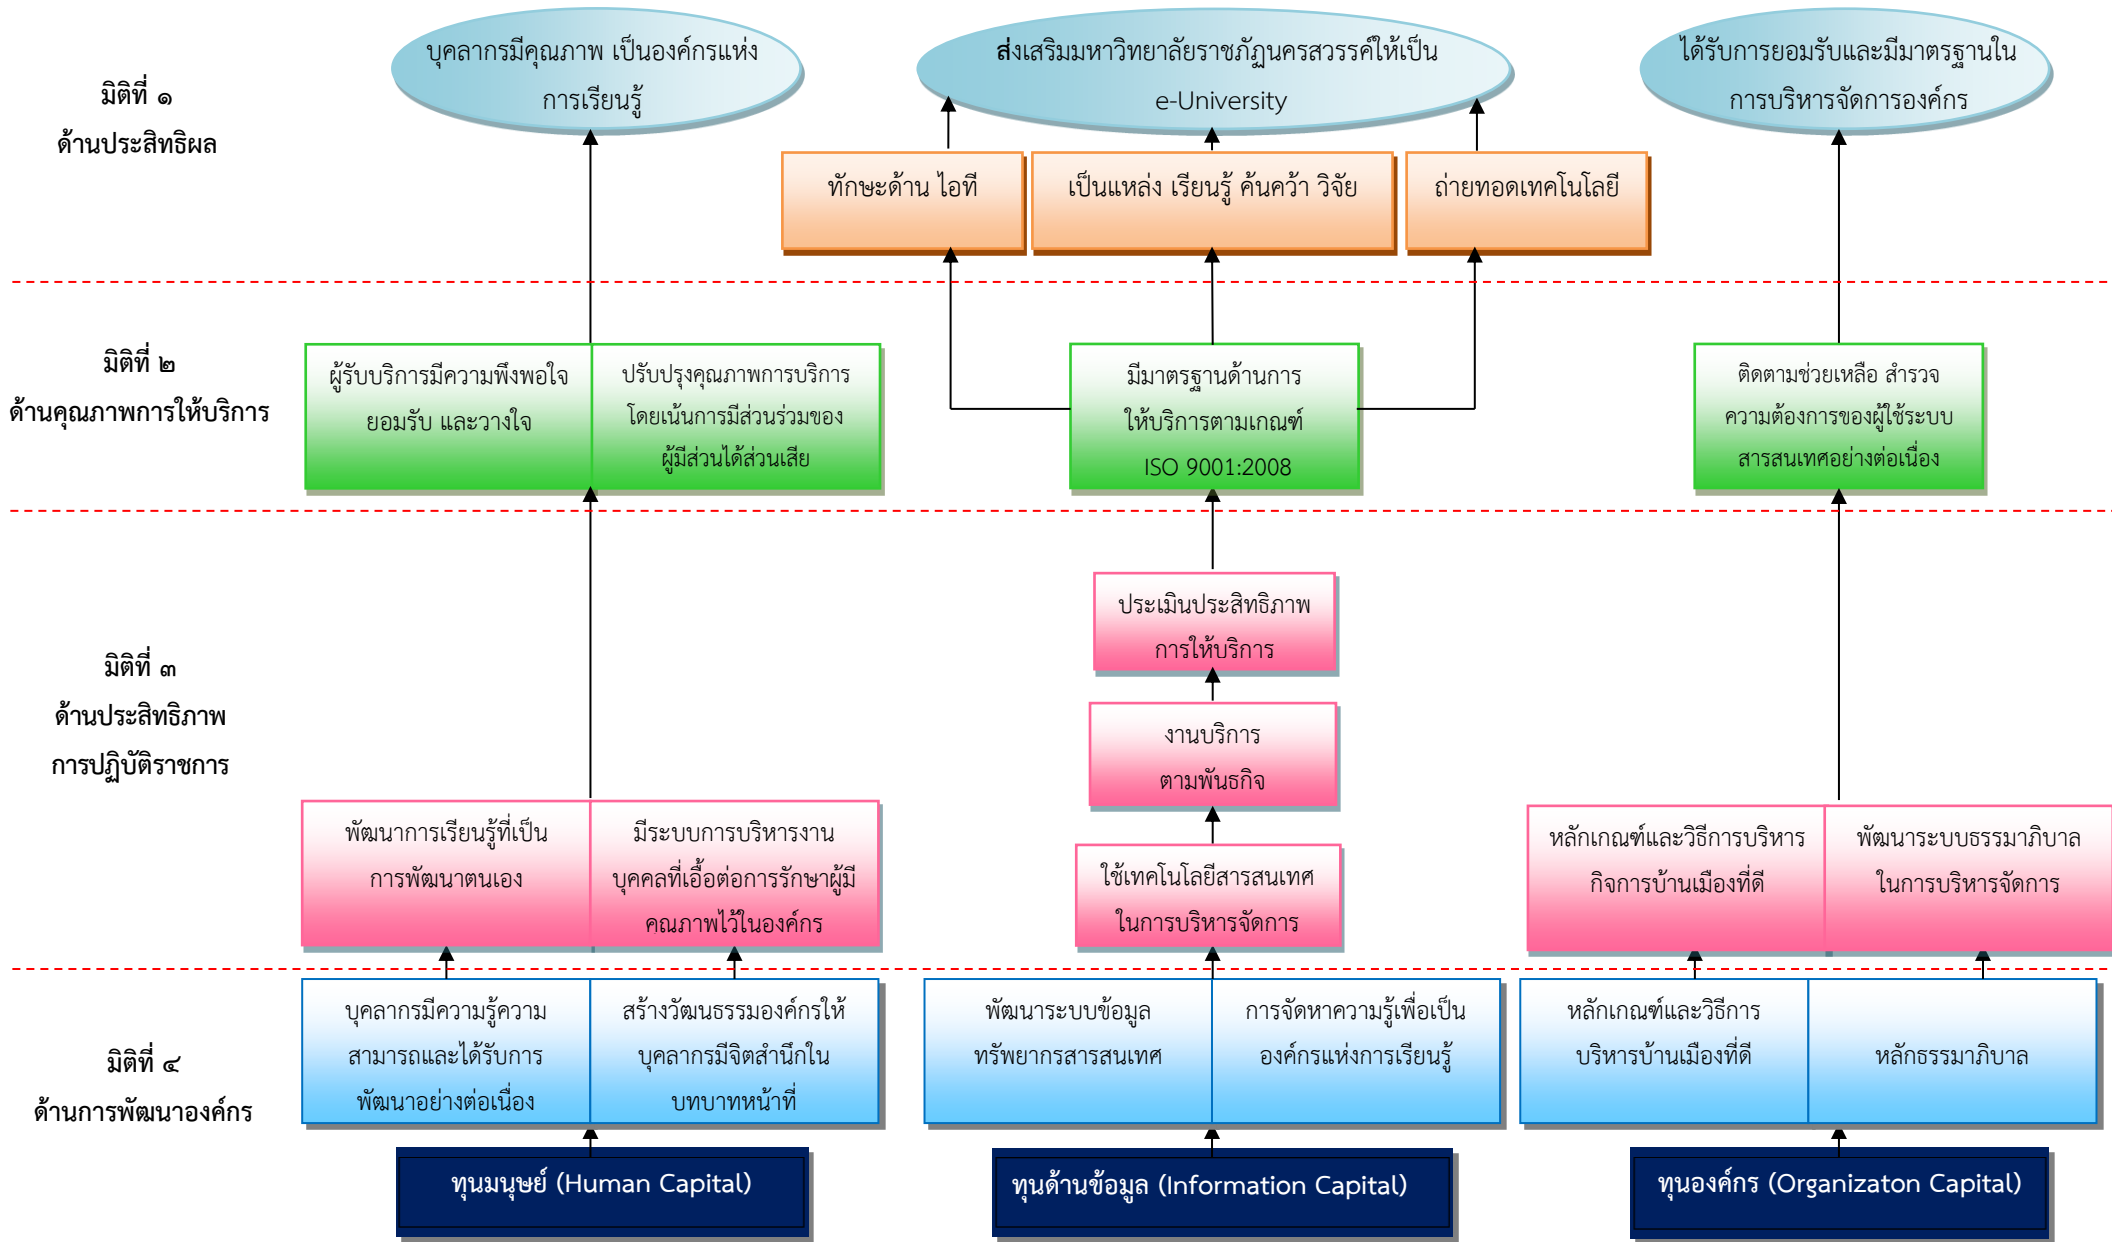 มิติที่ ๑
ด้านประสิทธิผล
บุคลากรมีคุณภาพ เป็นองค์กรแห่ง
การเรียนรู้
ส่งเสริมมหาวิทยาลัยราชภัฏนครสวรรค์ให้เป็น
e-University
ได้รับการยอมรับและมีมาตรฐานใน
การบริหารจัดการองค์กร
ทักษะด้าน ไอที
เป็นแหล่ง เรียนรู้ ค้นคว้า วิจัย
ถ่ายทอดเทคโนโลยี
มิติที่ ๒
ด้านคุณภาพการให้บริการ
ผู้รับบริการมีความพึงพอใจ
ยอมรับ และวางใจ
ปรับปรุงคุณภาพการบริการ
โดยเน้นการมีส่วนร่วมของ
ผู้มีส่วนได้ส่วนเสีย
มีมาตรฐานด้านการ
ให้บริการตามเกณฑ์
ISO 9001:2008
ติดตามช่วยเหลือ สำรวจ
ความต้องการของผู้ใช้ระบบ
สารสนเทศอย่างต่อเนื่อง
มิติที่ ๓
ด้านประสิทธิภาพ
การปฏิบัติราชการ
ประเมินประสิทธิภาพ
การให้บริการ
งานบริการ
ตามพันธกิจ
พัฒนาการเรียนรู้ที่เป็น
การพัฒนาตนเอง
มีระบบการบริหารงาน
บุคคลที่เอื้อต่อการรักษาผู้มี
คณภาพไว้ในองค์กร
ใช้เทคโนโลยีสารสนเทศ
ในการบริหารจัดการ
หลักเกณฑ์และวิธีการบริหาร
กิจการบ้านเมืองที่ดี
พัฒนาระบบธรรมาภิบาล
ในการบริหารจัดการ
มิติที่ ๔
ด้านการพัฒนาองค์กร
บุคลากรมีความรู้ความ
สามารถและได้รับการ
พัฒนาอย่างต่อเนื่อง
สร้างวัฒนธรรมองค์กรให้
บุคลากรมีจิตสำนึกใน
บทบาทหน้าที่
พัฒนาระบบข้อมูล
ทรัพยากรสารสนเทศ
การจัดหาความรู้เพื่อเป็น
องค์กรแห่งการเรียนรู้
หลักเกณฑ์และวิธีการ
บริหารบ้านเมืองที่ดี
หลักธรรมาภิบาล
ทุนมนุษย์ (Human Capital)
ทุนด้านข้อมูล (Information Capital)
ทุนองค์กร (Organizaton Capital)